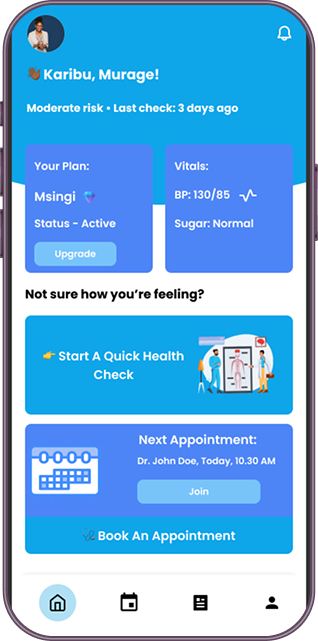 Karibu, Murage!
Moderate risk • Last check: 3 days ago
Your Plan:
Msingi
Status - Active
Upgrade
Vitals:
BP: 130/85
Sugar: Normal
Not sure how you’re feeling?
Start A Quick Health
Check
Next Appointment:
Dr. John Doe, Today, 10.30 AM
Join
Book An Appointment